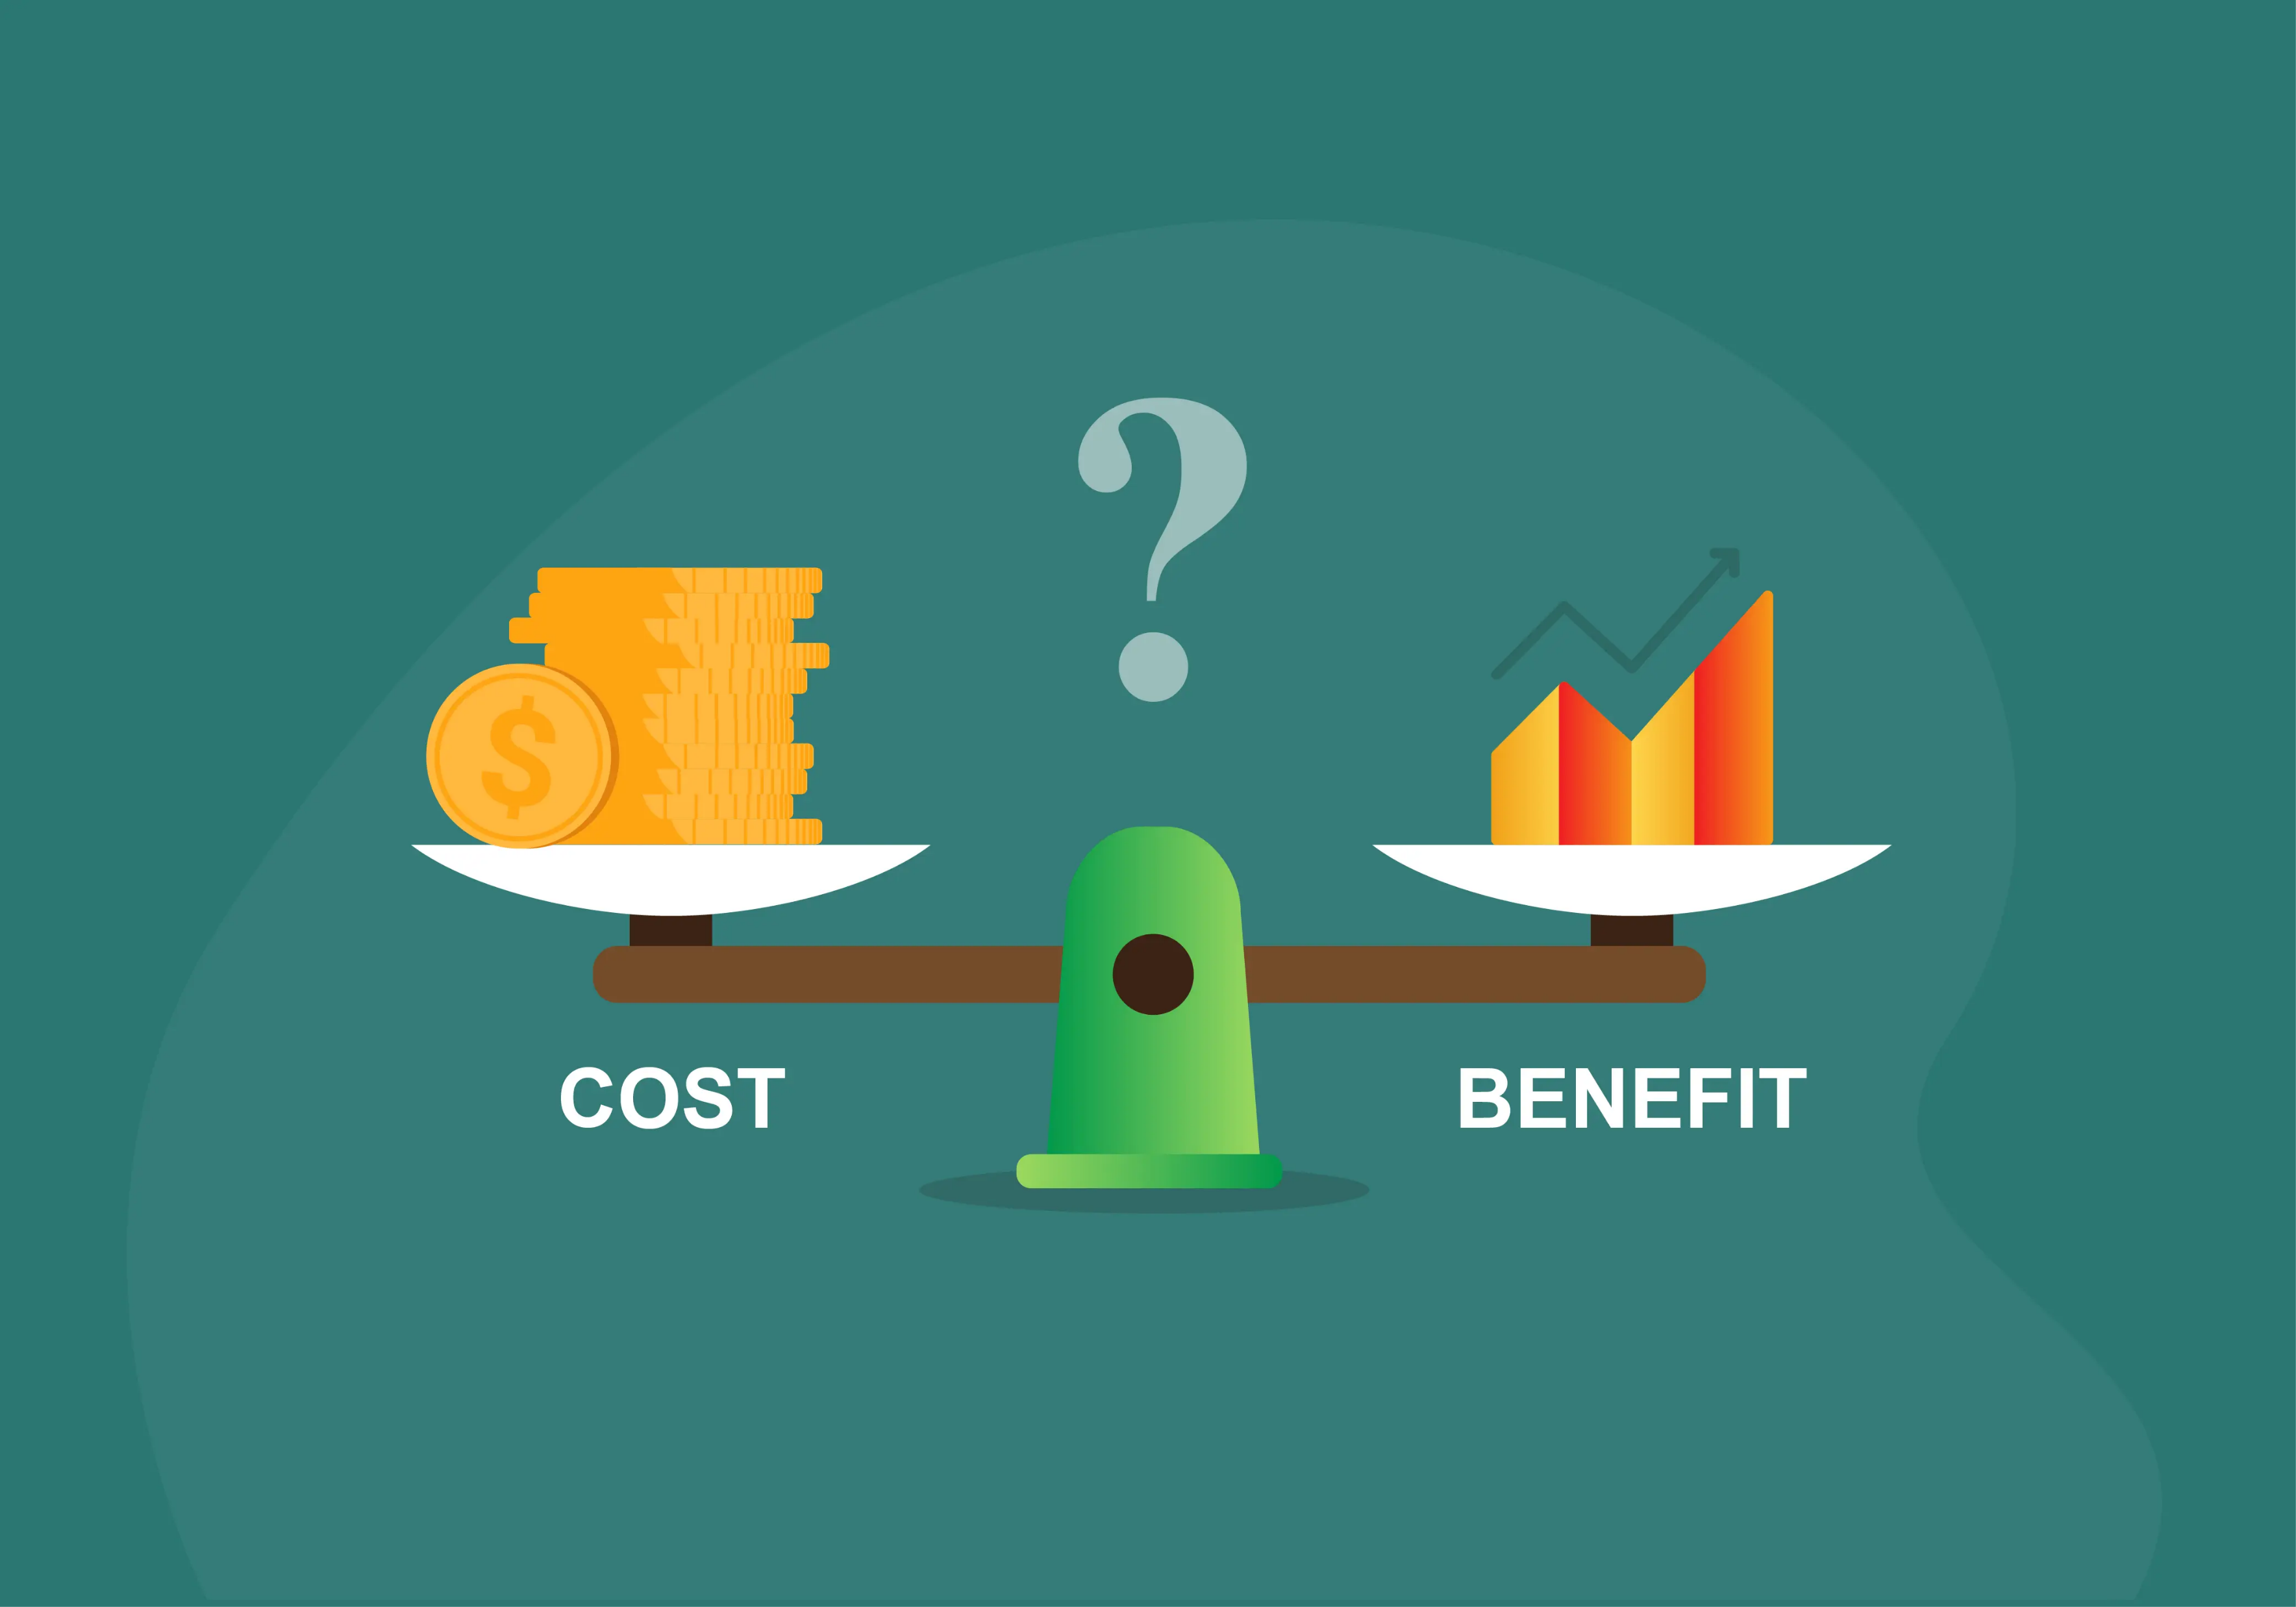 ?
$
COST
BENEFIT